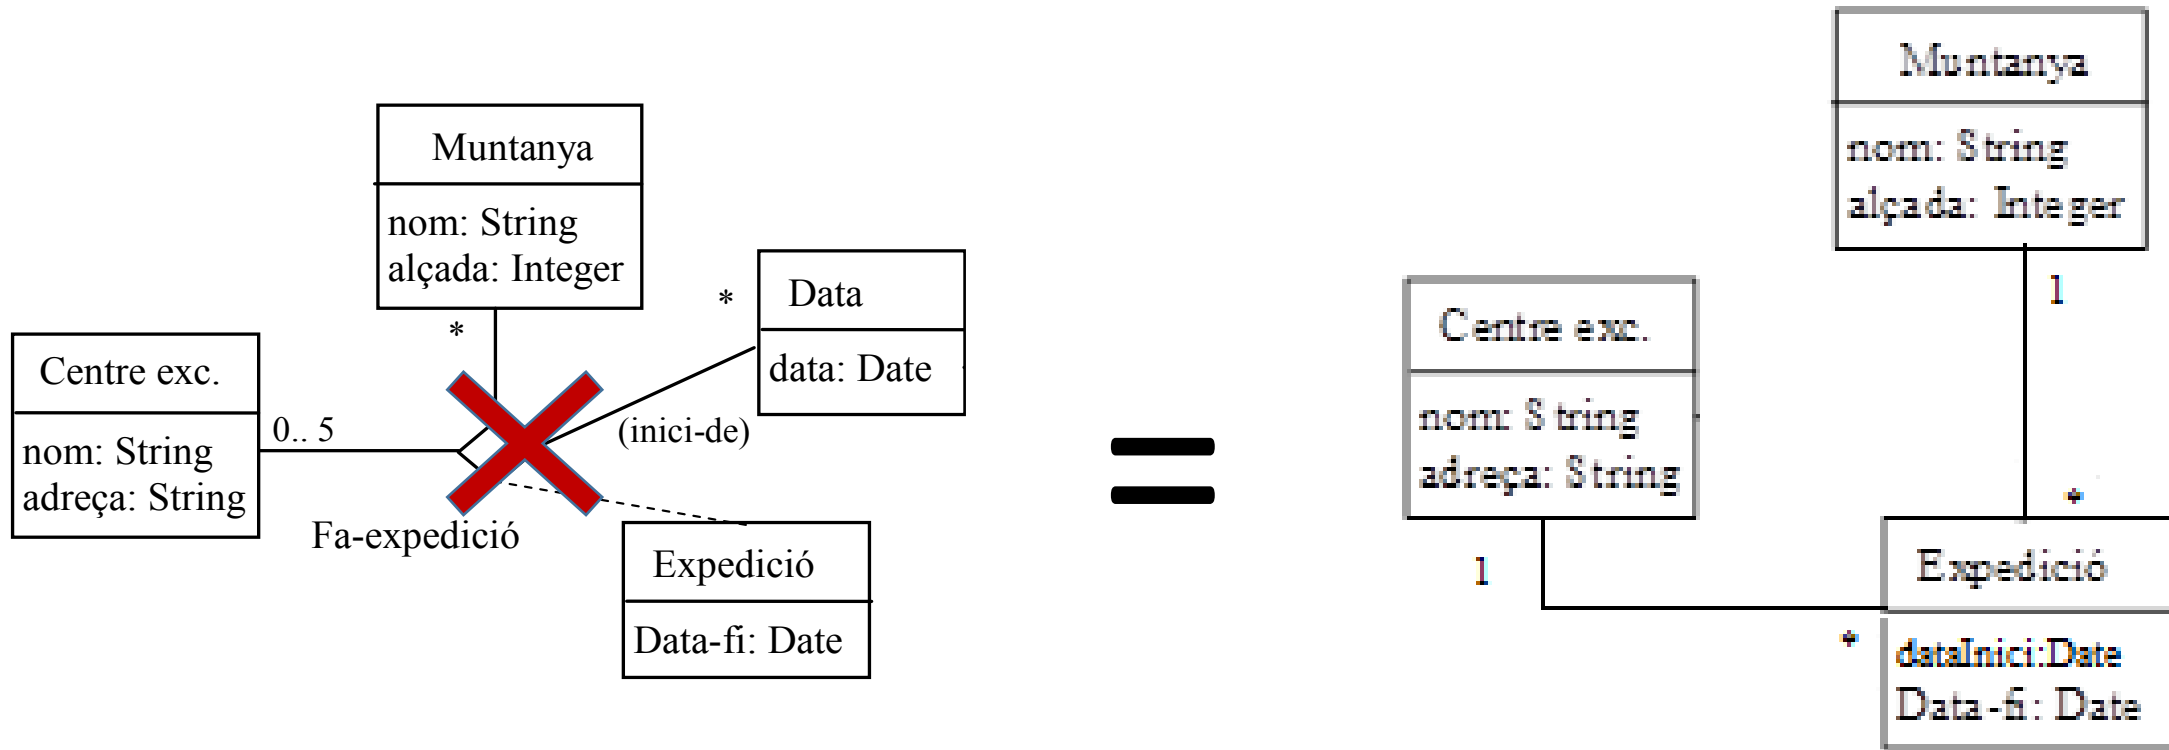 Muntanya
nom: String
alçada: Integer
*
*
Data
data: Date
(inici-de)
Centre exc.
nom: String
adreça: String
0.. 5
Fa-expedició
Expedició
Data-fi: Date
=
Muntanya
nom: String
alçada: Integer
1
*
Centre exc.
nom: String
adreça: String
1
*
Expedició
dataInici:Date
Data-fi: Date